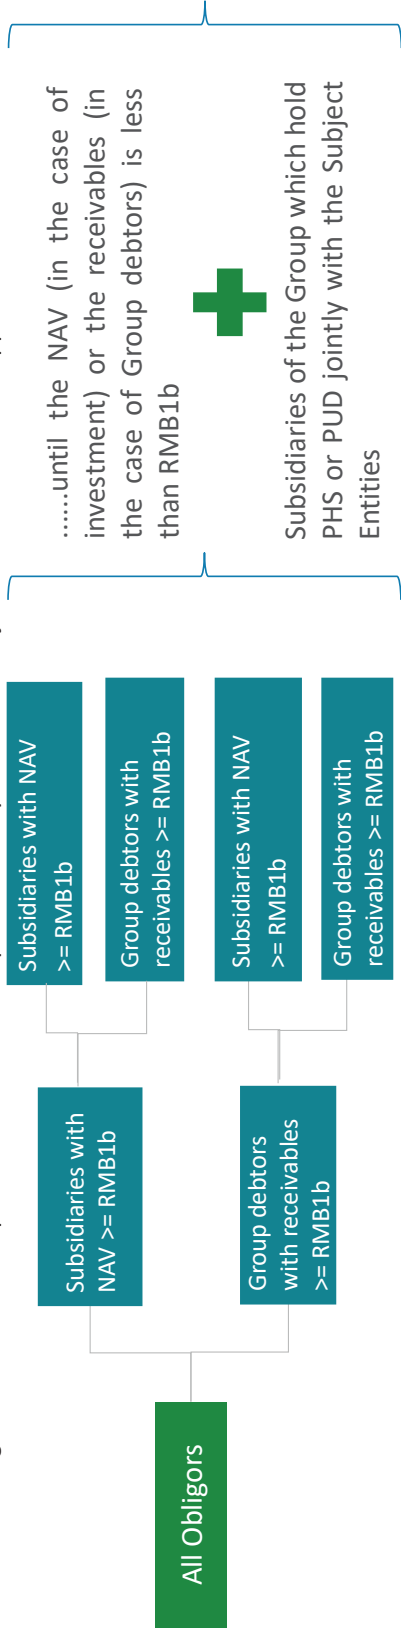 All Obligors
Subsidiaries with
NAV >= RMB1b
Group debtors
with receivables
>= RMB1b
Subsidiaries with NAV
>= RMB1b
Group debtors with
receivables >= RMB1b
Subsidiaries with NAV
>= RMB1b
Group debtors with
receivables >= RMB1b
......until the NAV (in the case of
investment) or the receivables (in
the case of Group debtors) is less
than RMB1b
Subsidiaries of the Group which hold
PHS or PUD jointly with the Subject
Entities